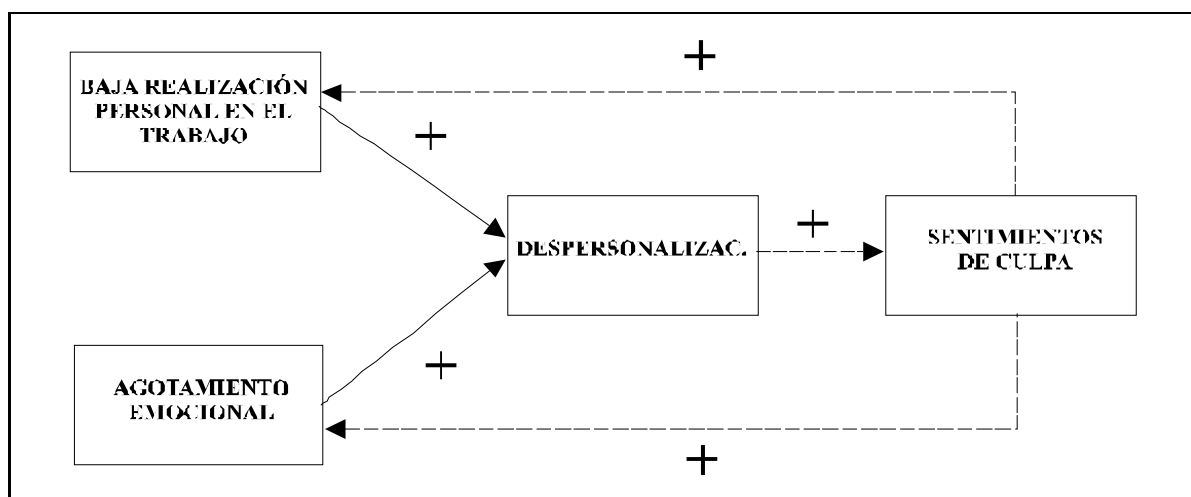 BAJA REALIZACIÓN
PERSONAL EN EL
TRABAJO
+
+
DESPERSONALIZAC.
+
SENTIMIENTOS
DE CULPA
AGOTAMIENTO
EMOCIONAL
+
+